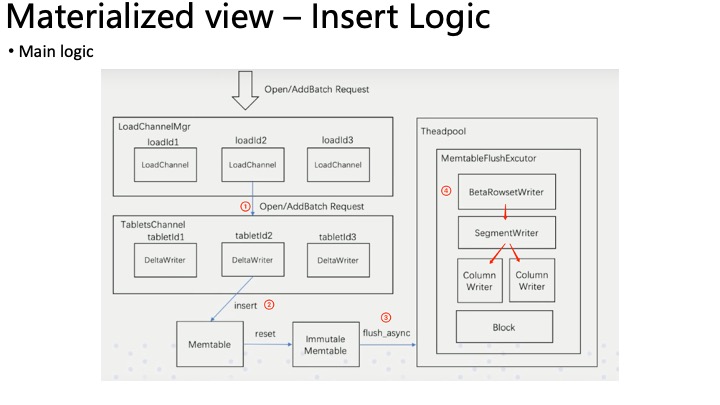 Materialized view – Insert Logic
• Main logic
Open/AddBatch Request
LoadChannelMgr
loadId1
loadId2
loadId3
LoadChannel
LoadChannel
LoadChannel
① Open/AddBatch Request
TabletsChannel
tabletId1
tabletId2
tabletId3
DeltaWriter
DeltaWriter
DeltaWriter
insert ②
Memtable
reset
Immutale
Memtable
③
flush_async
Theadpool
MemtableFlushExcutor
④
BetaRowsetWriter
SegmentWriter
Column
Writer
Column
Writer
Block